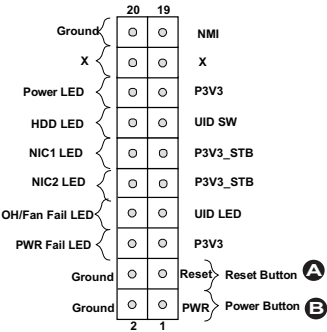 20 19
Ground NMI
X X
Power LED P3V3
HDD LED UID SW
NIC1 LED P3V3_STB
NIC2 LED P3V3_STB
OH/Fan Fail LED UID LED
PWR Fail LED P3V3
Ground Reset Reset Button A
Ground PWR Power Button B
2 1